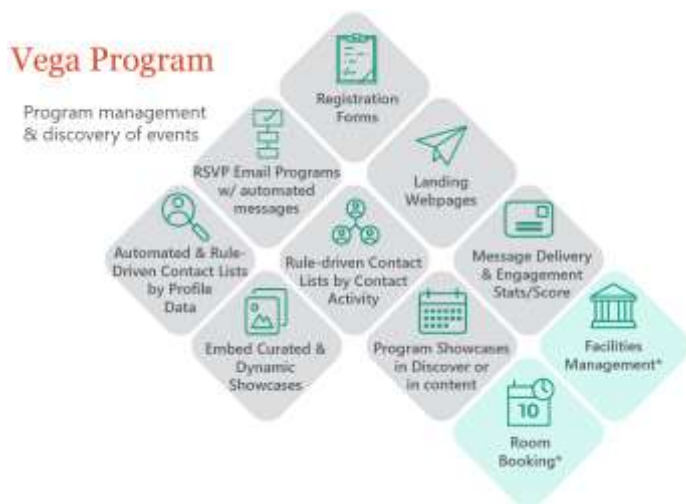 Vega Program
Program management
& discovery of events
Registration
Forms
RSVP Email Programs
w/ automated
messages
Landing
Webpages
Automated & Rule-
Driven Contact Lists
by Profile
Data
Rule-driven Contact
Lists by Contact
Activity
Message Delivery
& Engagement
Stats/Score
Embed Curated &
Dynamic
Showcases
Program Showcases
in Discover or
in content
Facilities
Management*
10
Room
Booking*